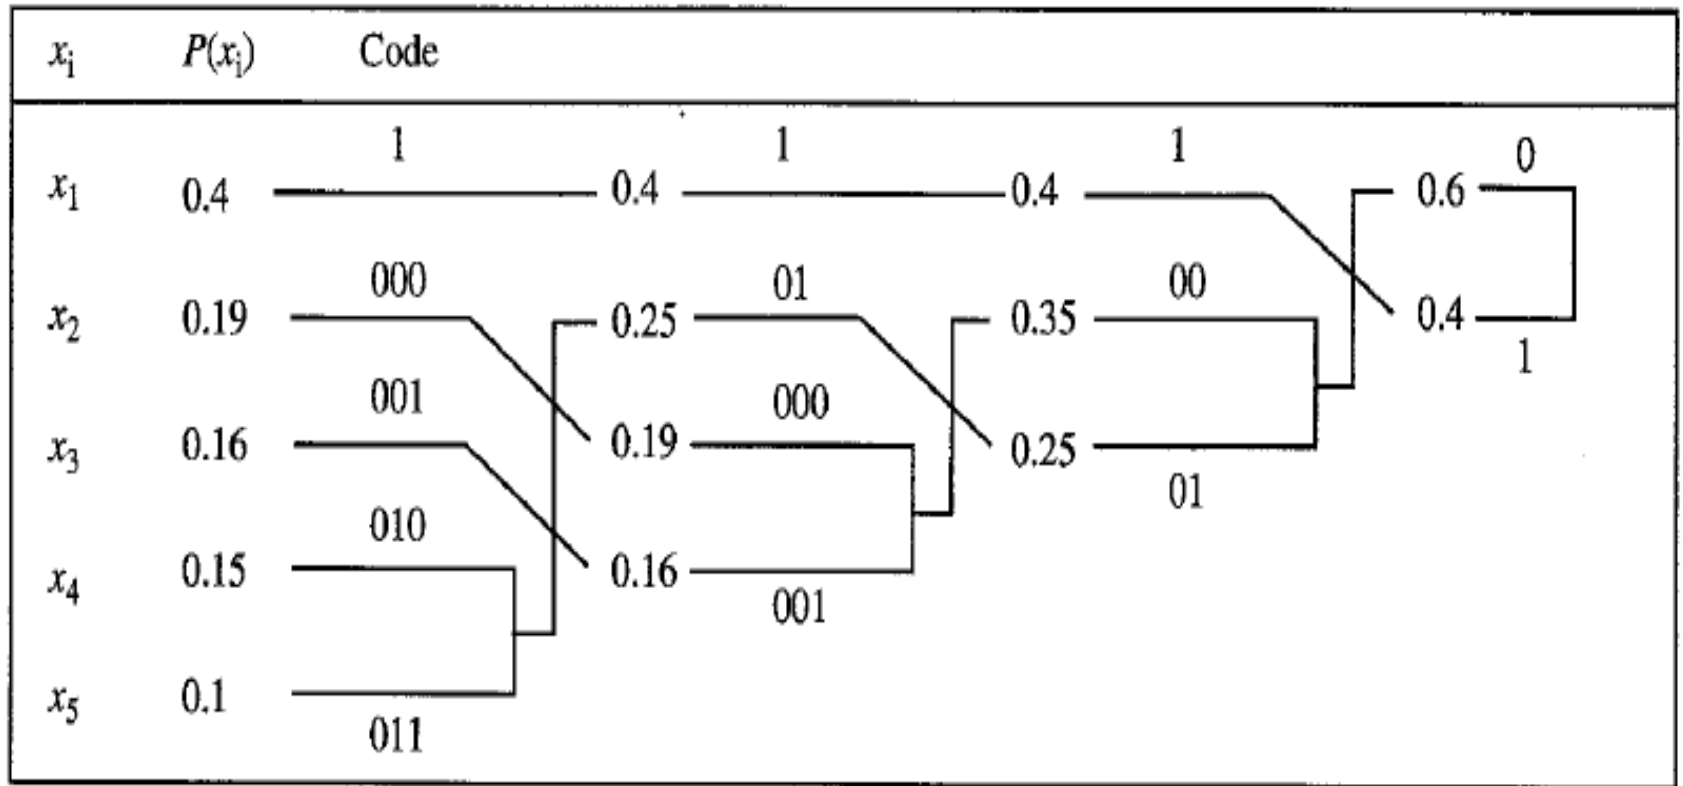 xi P(xi) Code
1 1 1 0
x1 0.4 0.4 0.4 0.6
000 01 00
x2 0.19 0.25 0.35 0.4
1
001 000
x3 0.16 0.19 0.25
010 01
x4 0.15 0.16
001
x5 0.1
011